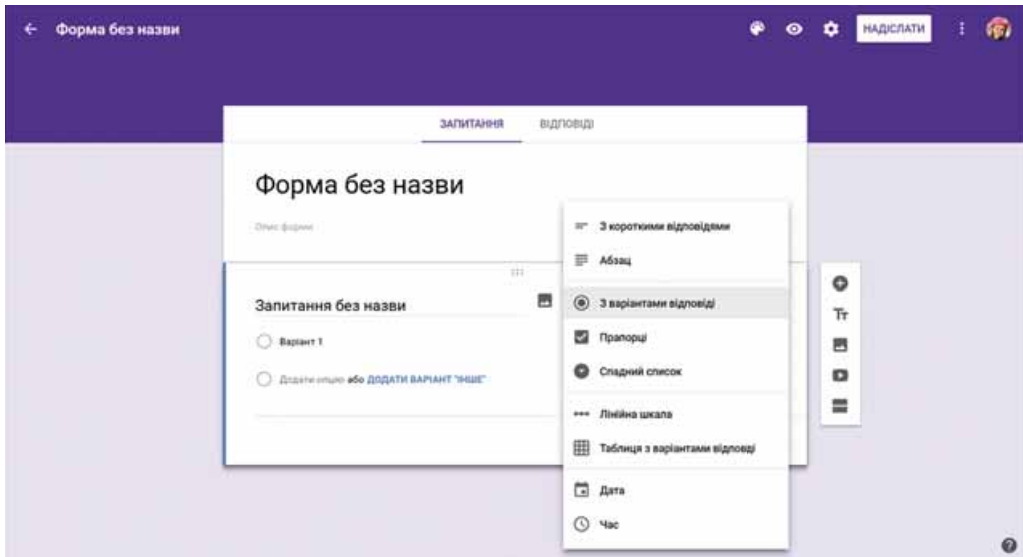 Форма без назви
НАДІСЛАТИ
ЗАПИТАННЯ ВІДПОВІДІ
Форма без назви
Опис форми
З короткими відповідями
Абзац
З варіантами відповіді
Прапорці
Спадний список
Лінійна шкала
Таблиця з варіантами відповіді
Дата
Час
Запитання без назви
Варіант 1
Додати опцію або ДОДАТИ ВАРІАНТ "ІНШЕ"
Тт